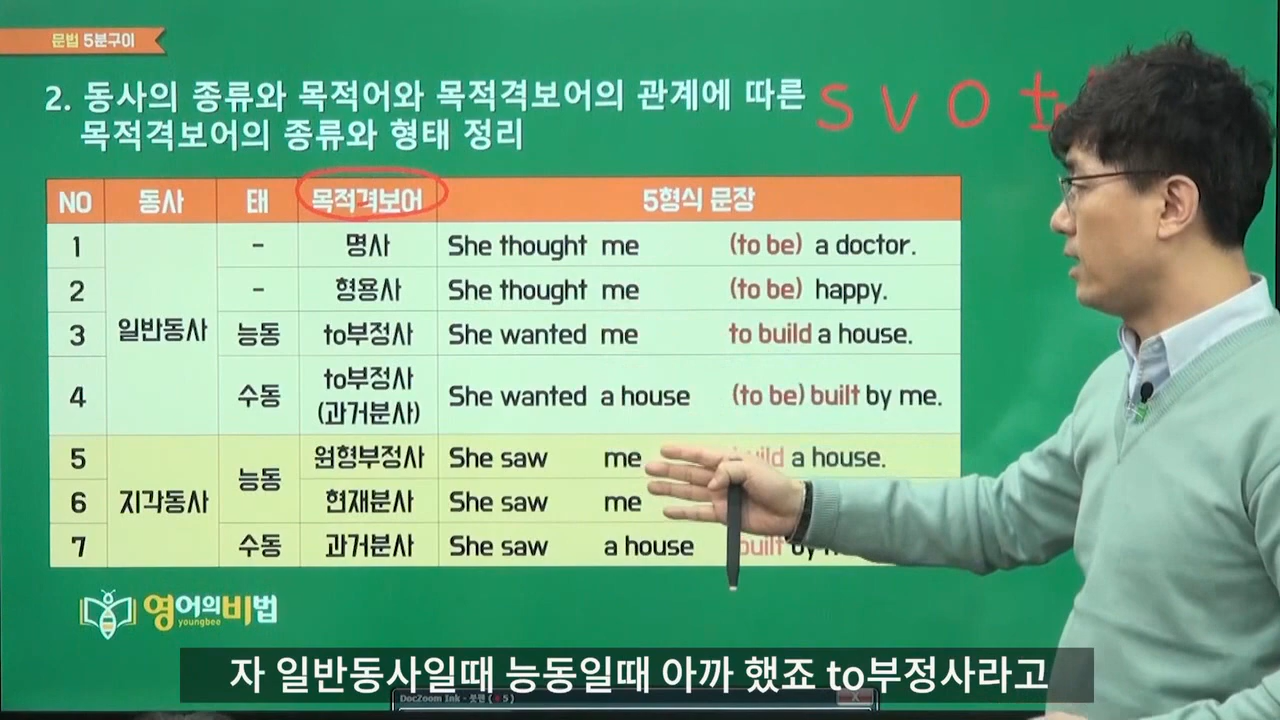 문법 5분구이
2. 동사의 종류와 목적어와 목적격보어의 관계에 따른
목적격보어의 종류와 형태 정리
S V O
NO 동사 태 목적격보어 5형식 문장
1 - 명사 She thought me (to be) a doctor.
2 - 형용사 She thought me (to be) happy.
일반동사
3 능동 to부정사 She wanted me to build a house.
4 수동 to부정사 (과거분사) She wanted a house (to be) built by me.
5 원형부정사 She saw me build a house.
능동
6 지각동사 현재분사 She saw me
7 수동 과거분사 She saw a house built by
영어의비법
youngbee
자 일반동사일때 능동일때 아까 했죠 to부정사라고
DocZoom Ink - 붓펜 ( 5 )